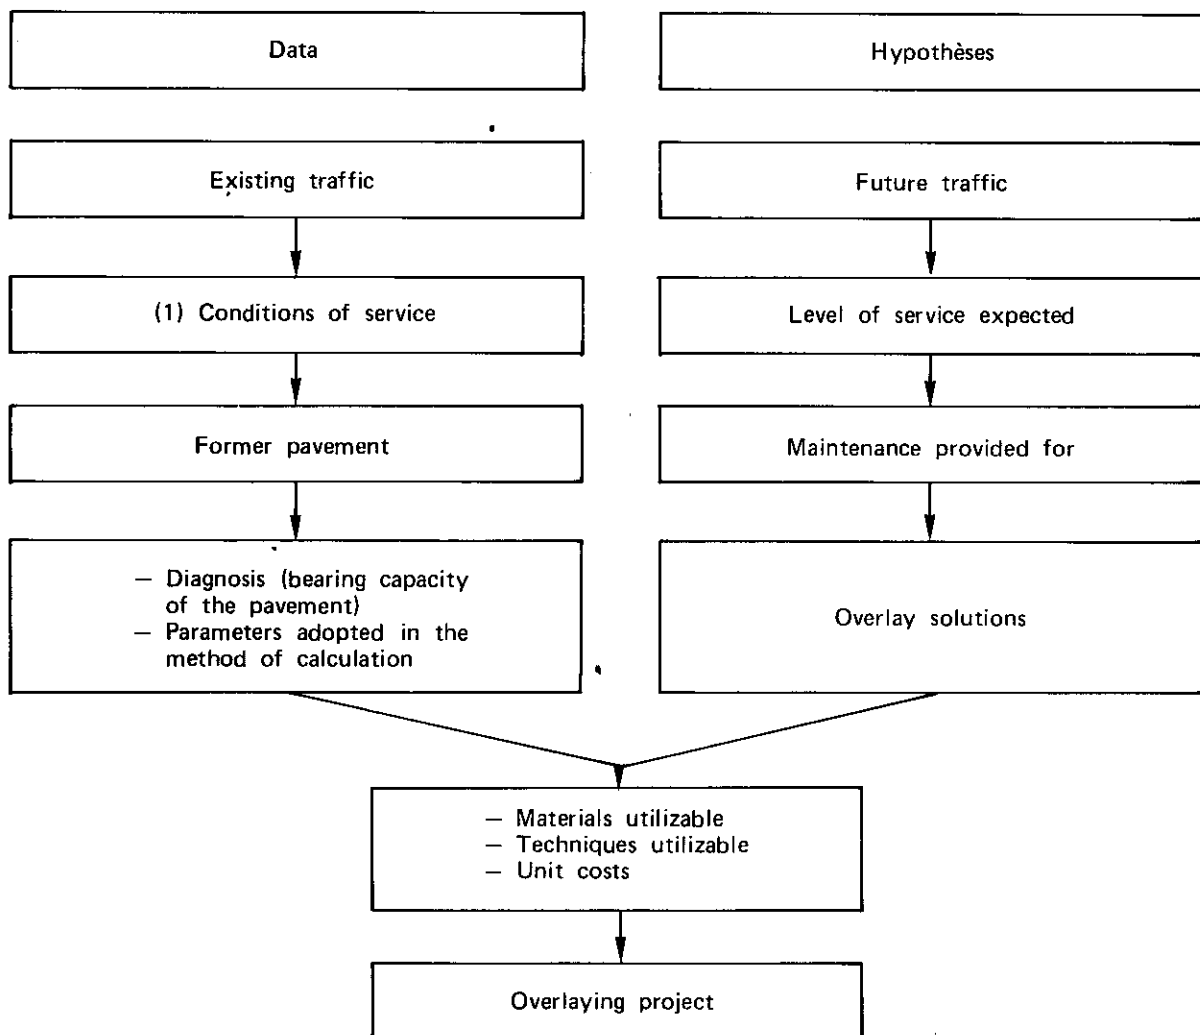 Data
Hypothèses
Existing traffic
Future traffic
(1) Conditions of service
Level of service expected
Former pavement
Maintenance provided for
— Diagnosis (bearing capacity
of the pavement)
— Parameters adopted in the
method of calculation
Overlay solutions
— Materials utilizable
— Techniques utilizable
— Unit costs
Overlaying project